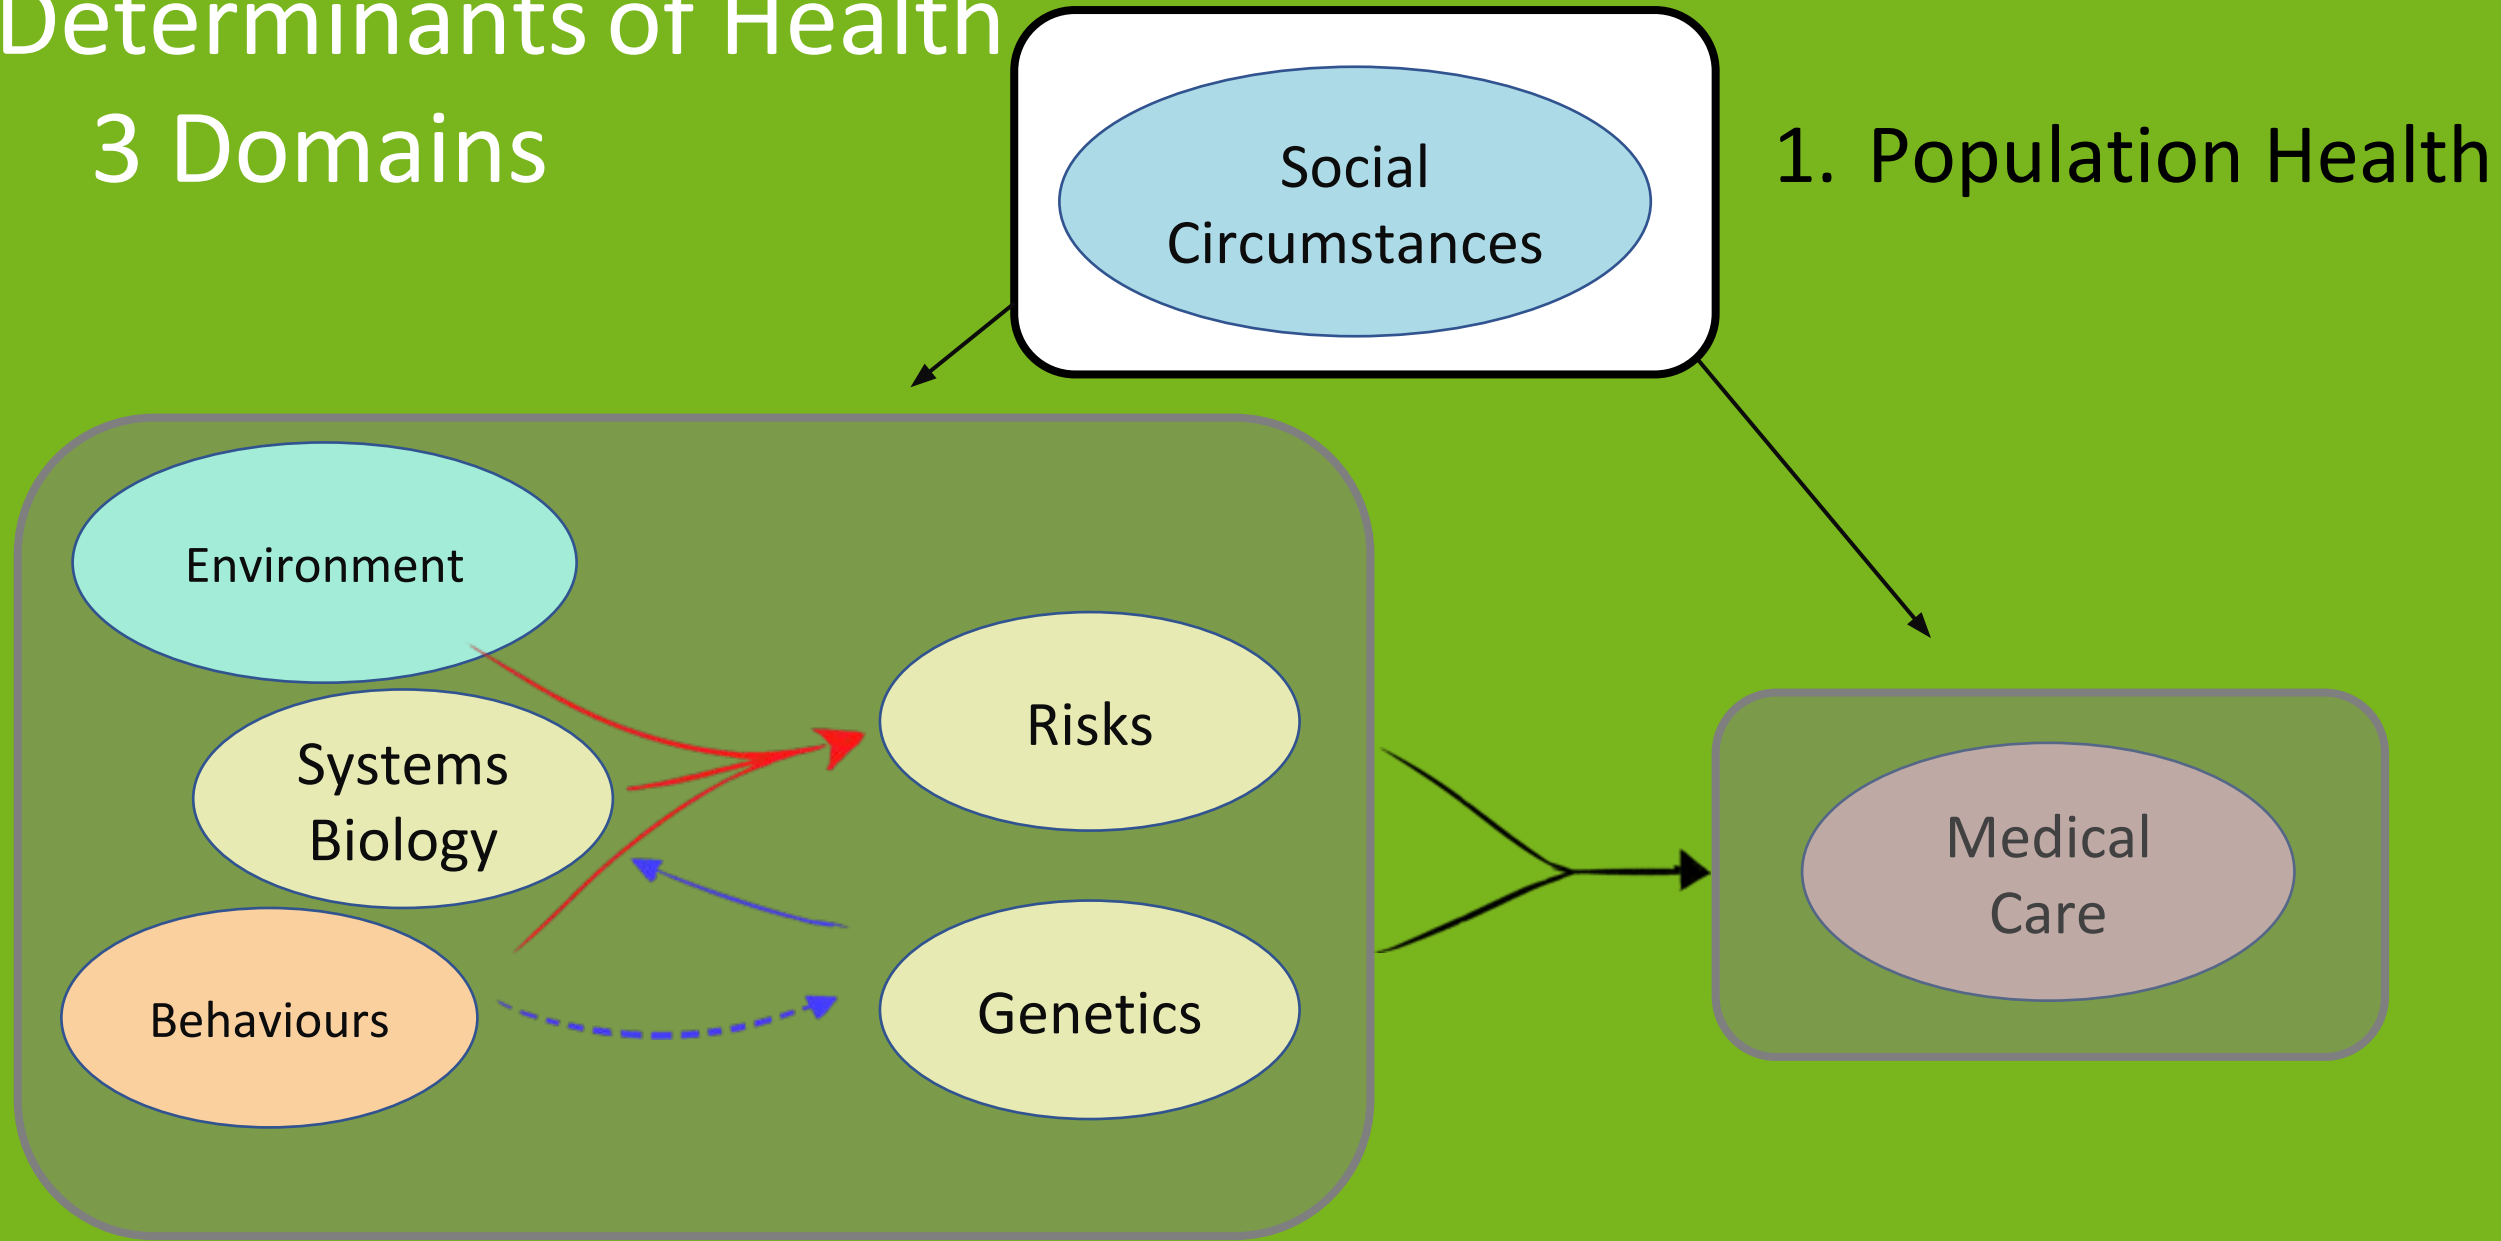 Determinants of Health
3 Domains
Social
Circumstances
1. Population Health
Environment
Systems
Biology
Behaviours
Risks
Genetics
Medical
Care